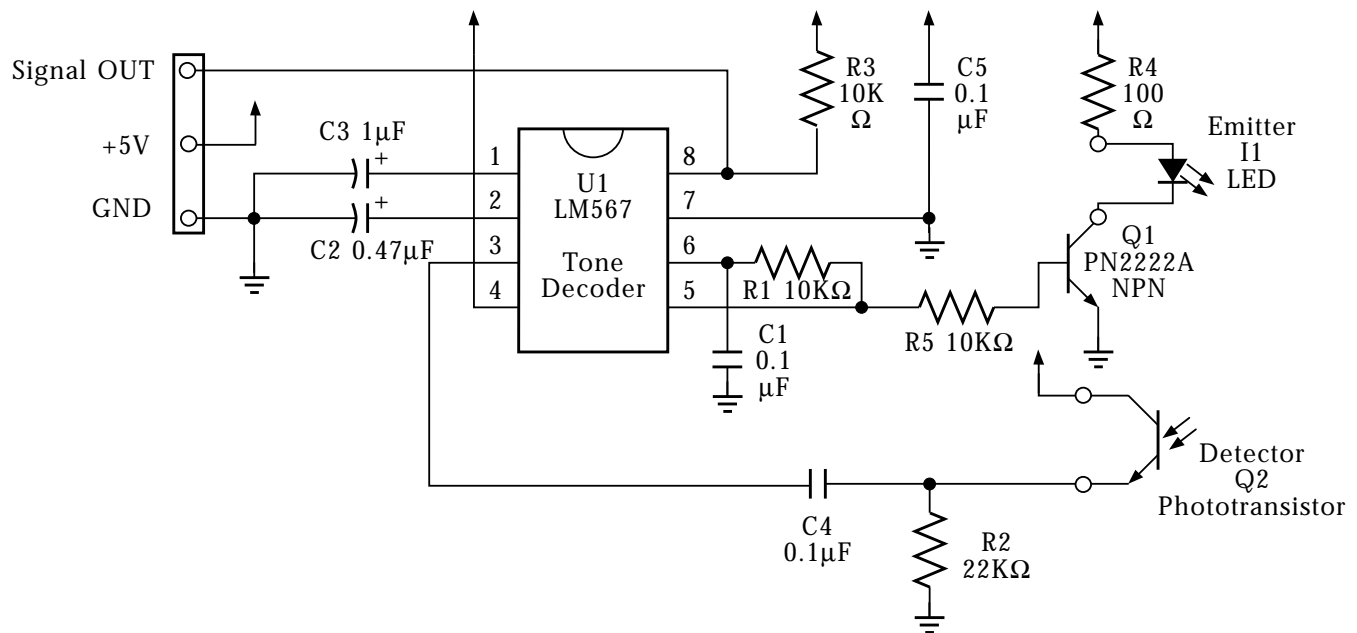 Signal OUT
+5V
GND
C3 1µF
+
+
C2 0.47µF
1
2
3
4
8
7
6
5
U1
LM567
Tone
Decoder
R3
10K
Ω
C5
0.1
µF
R4
100
Ω
Emitter
I1
LED
R1 10KΩ
C1
0.1
µF
R5 10KΩ
Q1
PN2222A
NPN
Detector
Q2
Phototransistor
C4
0.1µF
R2
22KΩ